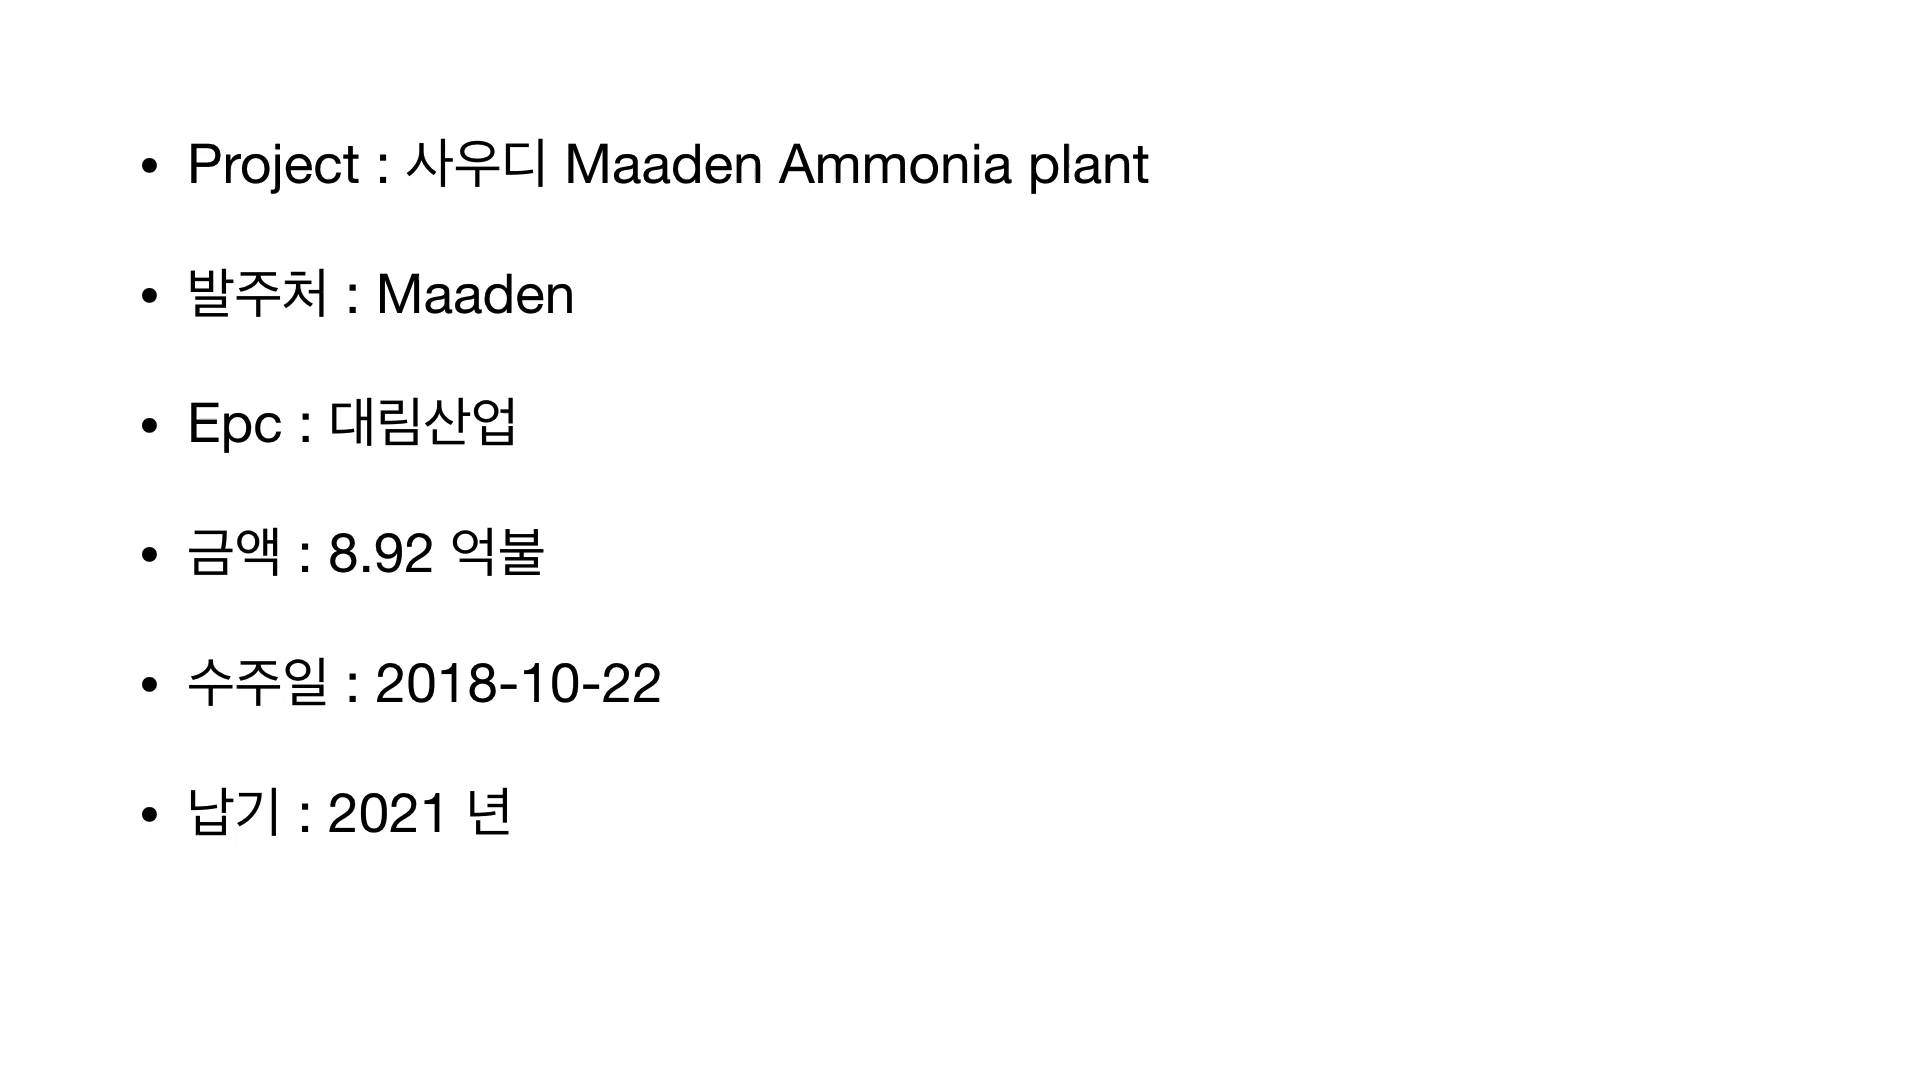 • Project : 사우디 Maaden Ammonia plant
• 발주처 : Maaden
• Epc : 대림산업
• 금액 : 8.92 억불
• 수주일 : 2018-10-22
• 납기 : 2021 년